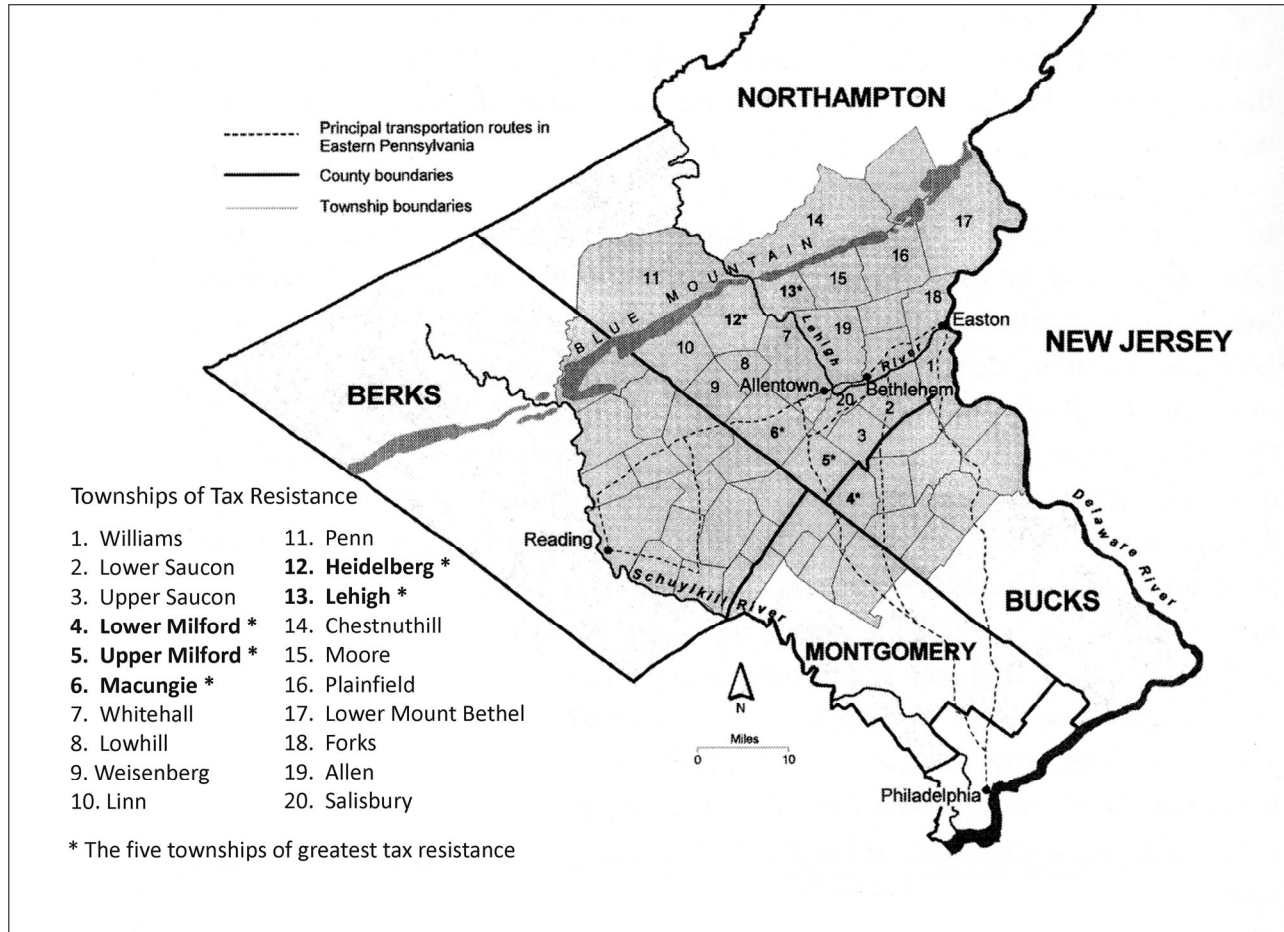 NORTHAMPTON
Principal transportation routes in
Eastern Pennsylvania
County boundaries
Township boundaries
14
17
BLUE MOUNTAIN
16
11
15
13*
18
12*
Lehigh River
19
7
Easton
10
NEW JERSEY
8
1
Allentown
Bethlehem
9
20
2
BERKS
6*
3
5*
4*
Delaware River
Townships of Tax Resistance
1. Williams
2. Lower Saucon
3. Upper Saucon
4. Lower Milford *
5. Upper Milford *
6. Macungie *
7. Whitehall
8. Lowhill
9. Weisenberg
10. Linn
11. Penn
12. Heidelberg *
13. Lehigh *
14. Chestnuthill
15. Moore
16. Plainfield
17. Lower Mount Bethel
18. Forks
19. Allen
20. Salisbury
* The five townships of greatest tax resistance
Reading
Schuylkill River
BUCKS
MONTGOMERY
N
Miles
0 10
Philadelphia